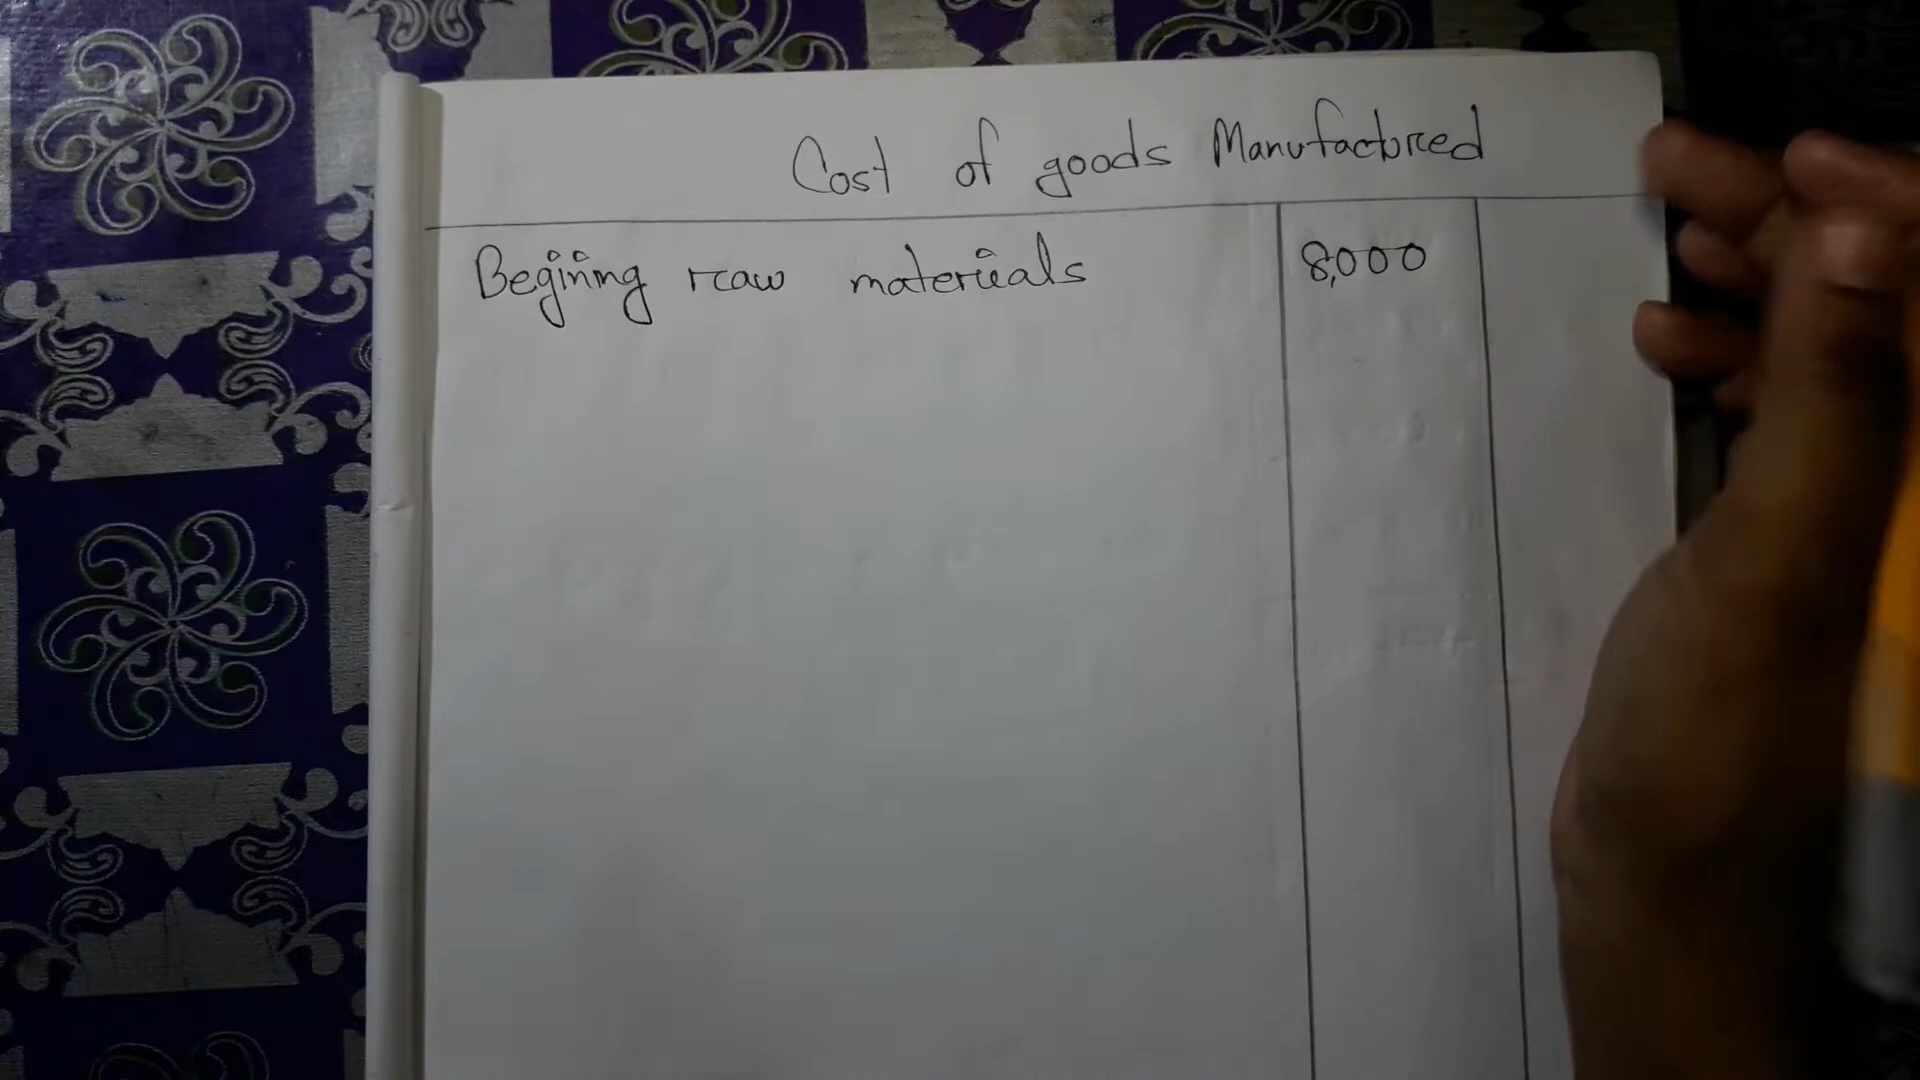 Cost of goods Manufactured
Begining raw materials 8,000